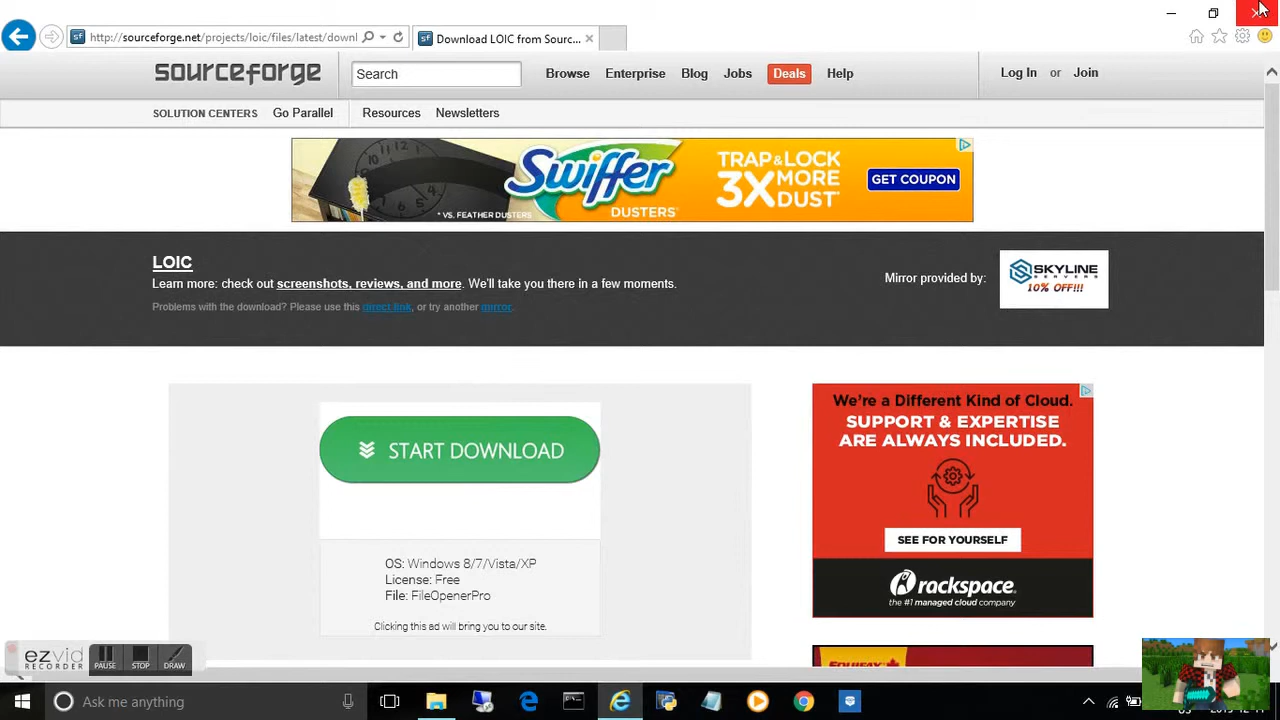 http://sourceforge.net/projects/loic/files/latest/downl
Download LOIC from Sourc...
sourceforge
Search
Browse Enterprise Blog Jobs Deals Help
Log In or Join
SOLUTION CENTERS Go Parallel Resources Newsletters
Swiffer
DUSTERS
* VS. FEATHER DUSTERS
TRAP & LOCK
3X MORE
DUST*
GET COUPON
LOIC
Learn more: check out screenshots, reviews, and more. We'll take you there in a few moments.
Problems with the download? Please use this direct link, or try another mirror.
Mirror provided by:
SKYLINE
SERVERS
10% OFF!!!
START DOWNLOAD
OS: Windows 8/7/Vista/XP
License: Free
File: FileOpenerPro
Clicking this ad will bring you to our site.
We're a Different Kind of Cloud.
SUPPORT & EXPERTISE
ARE ALWAYS INCLUDED.
SEE FOR YOURSELF
rackspace
the #1 managed cloud company
EQUIFAX
ezvid
RECORDER
PAUSE STOP DRAW
Ask me anything